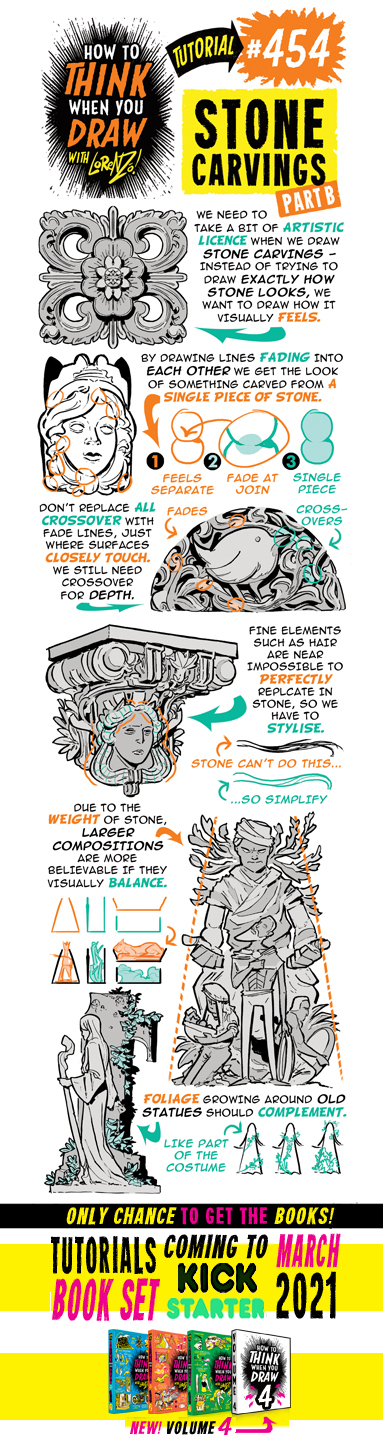 HOW TO
THINK
WHEN YOU
DRAW
WITH LORENZO!
TUTORIAL
#454
STONE
CARVINGS
PART B
WE NEED TO
TAKE A BIT OF ARTISTIC
LICENCE WHEN WE DRAW
STONE CARVINGS –
INSTEAD OF TRYING TO
DRAW EXACTLY HOW
STONE LOOKS, WE
WANT TO DRAW HOW IT
VISUALLY FEELS.
BY DRAWING LINES FADING INTO
EACH OTHER WE GET THE LOOK
OF SOMETHING CARVED FROM A
SINGLE PIECE OF STONE.
1
2
3
FEELS
SEPARATE
FADE AT
JOIN
SINGLE
PIECE
DON'T REPLACE ALL
CROSSOVER WITH
FADE LINES, JUST
WHERE SURFACES
CLOSELY TOUCH.
WE STILL NEED
CROSSOVER
FOR DEPTH.
FADES
CROSS-
OVERS
FINE ELEMENTS
SUCH AS HAIR
ARE NEAR
IMPOSSIBLE TO
PERFECTLY
REPLCATE IN
STONE, SO WE
HAVE TO
STYLISE.
STONE CAN'T DO THIS...
...SO SIMPLIFY
DUE TO THE
WEIGHT OF STONE,
LARGER
COMPOSITIONS
ARE MORE
BELIEVABLE IF THEY
VISUALLY BALANCE.
FOLIAGE GROWING AROUND OLD
STATUES SHOULD COMPLEMENT.
LIKE PART
OF THE
COSTUME
ONLY CHANCE TO GET THE BOOKS!
TUTORIALS
BOOK SET
COMING TO
KICK
STARTER
MARCH
2021
HOW TO
THINK
WHEN YOU
DRAW
4
NEW! VOLUME 4